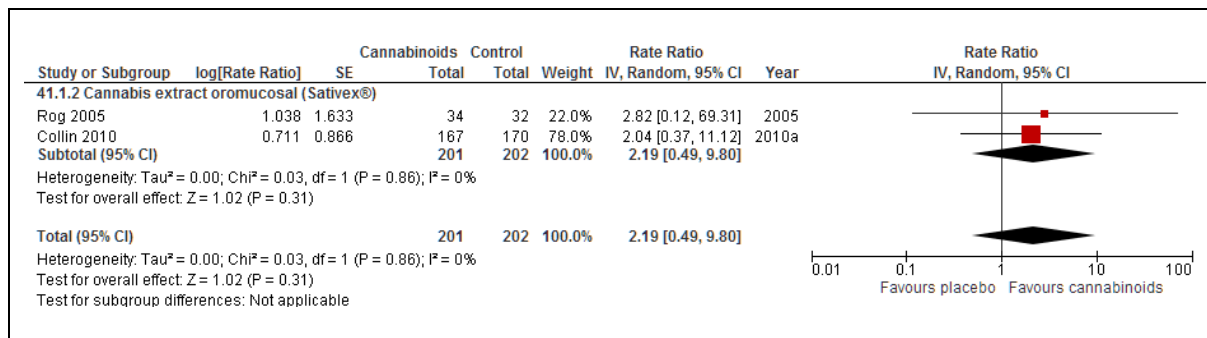 Cannabinoids Control Rate Ratio Rate Ratio
Study or Subgroup log[Rate Ratio] SE Total Total Weight IV, Random, 95% CI Year IV, Random, 95% CI
41.1.2 Cannabis extract oromucosal (Sativex®)
Rog 2005 1.038 1.633 34 32 22.0% 2.82 [0.12, 69.31] 2005
Collin 2010 0.711 0.866 167 170 78.0% 2.04 [0.37, 11.12] 2010a
Subtotal (95% CI) 201 202 100.0% 2.19 [0.49, 9.80]
Heterogeneity: Tau² = 0.00; Chi² = 0.03, df = 1 (P = 0.86); I² = 0%
Test for overall effect: Z = 1.02 (P = 0.31)
Total (95% CI) 201 202 100.0% 2.19 [0.49, 9.80]
Heterogeneity: Tau² = 0.00; Chi² = 0.03, df = 1 (P = 0.86); I² = 0%
Test for overall effect: Z = 1.02 (P = 0.31)
Test for subgroup differences: Not applicable
0.01 0.1 1 10 100
Favours placebo Favours cannabinoids